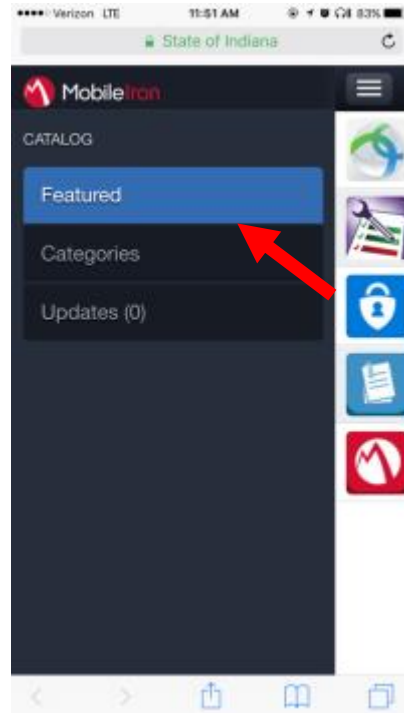 Verizon LTE 11:51 AM 83%
State of Indiana
MobileIron
CATALOG
Featured
Categories
Updates (0)